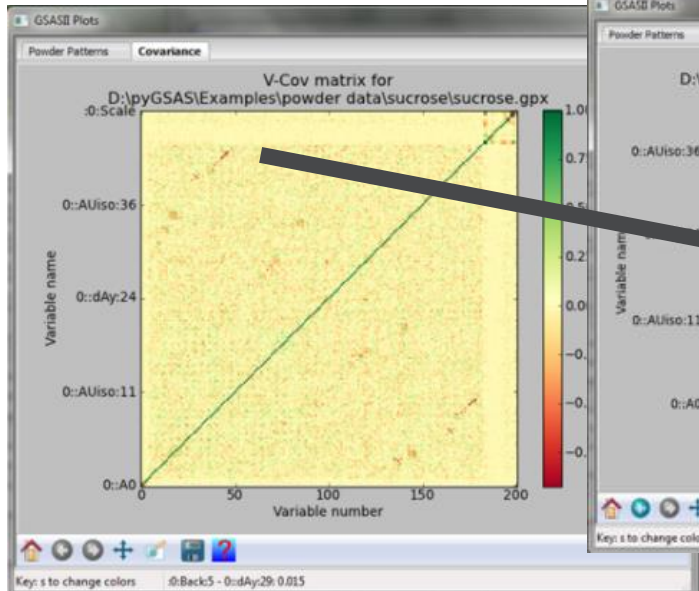 GSASII Plots
Powder Patterns Covariance
V-Cov matrix for
D:\pyGSAS\Examples\powder data\sucrose\sucrose.gpx
:0:Scale
0::AUiso:36
0::dAy:24
0::AUiso:11
0::A0
Variable name
0 50 100 150 200
Variable number
1.0
0.7
0.2
0.0
-0.
-0.
-0.
Key: s to change colors :0:Back:5 - 0::dAy:29: 0.015
GSASII Plots
Powder Patterns
D:\
0::AUiso:36
Variable name
0::AUiso:11
0::A0
Key: s to change colo